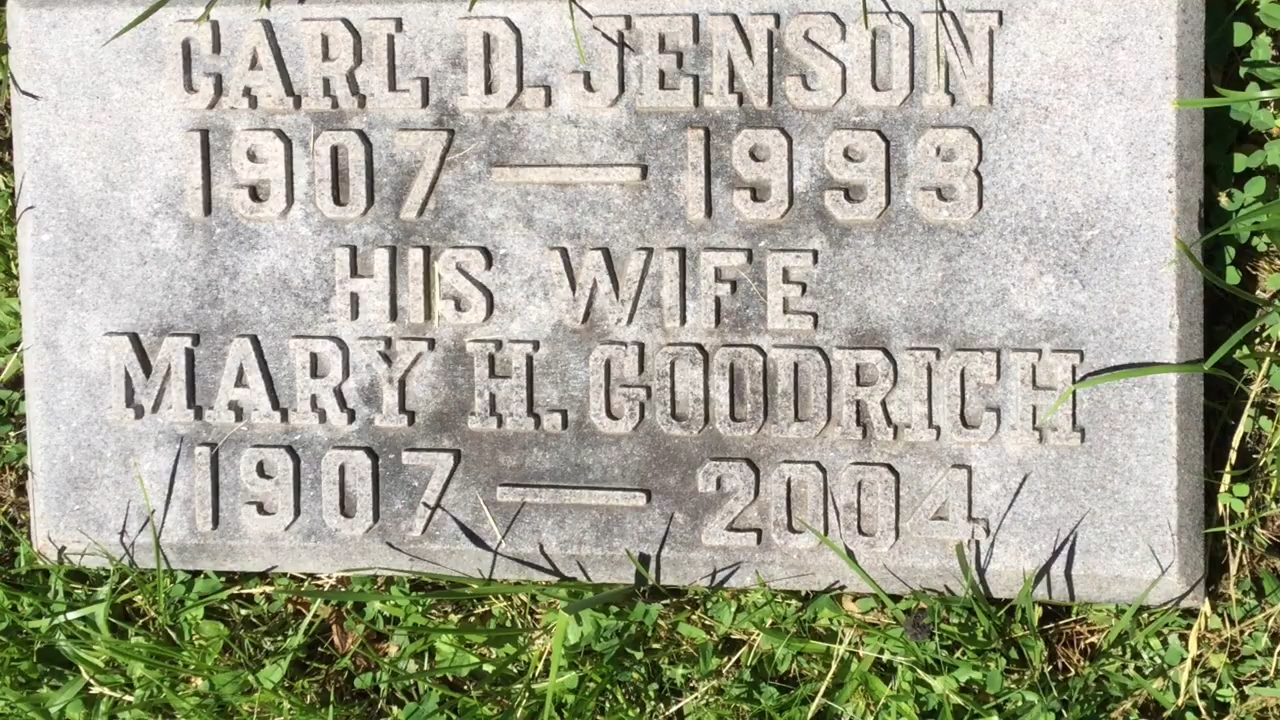 CARL D. JENSON
1907 — 1993
HIS WIFE
MARY H. GOODRICH
1907 — 2004